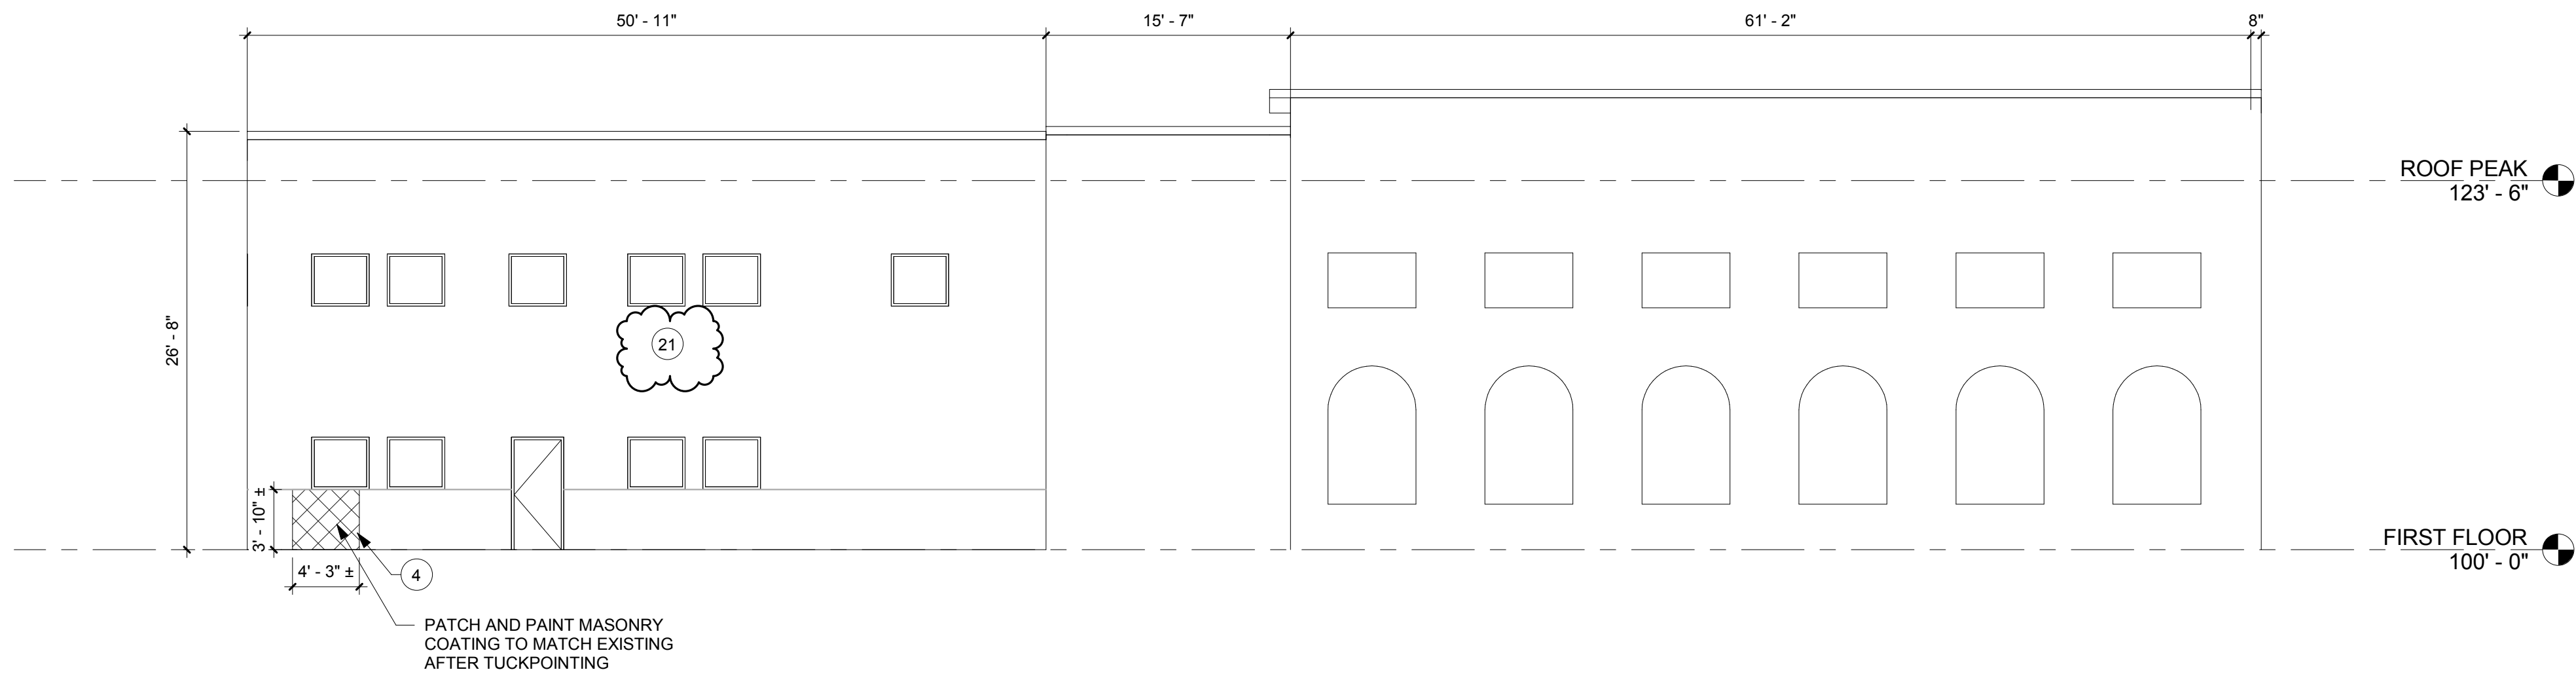 50' - 11"
15' - 7"
61' - 2"
8"
ROOF PEAK
123' - 6"
26' - 8"
21
3' - 10" ±
FIRST FLOOR
100' - 0"
4' - 3" ±
4
PATCH AND PAINT MASONRY
COATING TO MATCH EXISTING
AFTER TUCKPOINTING